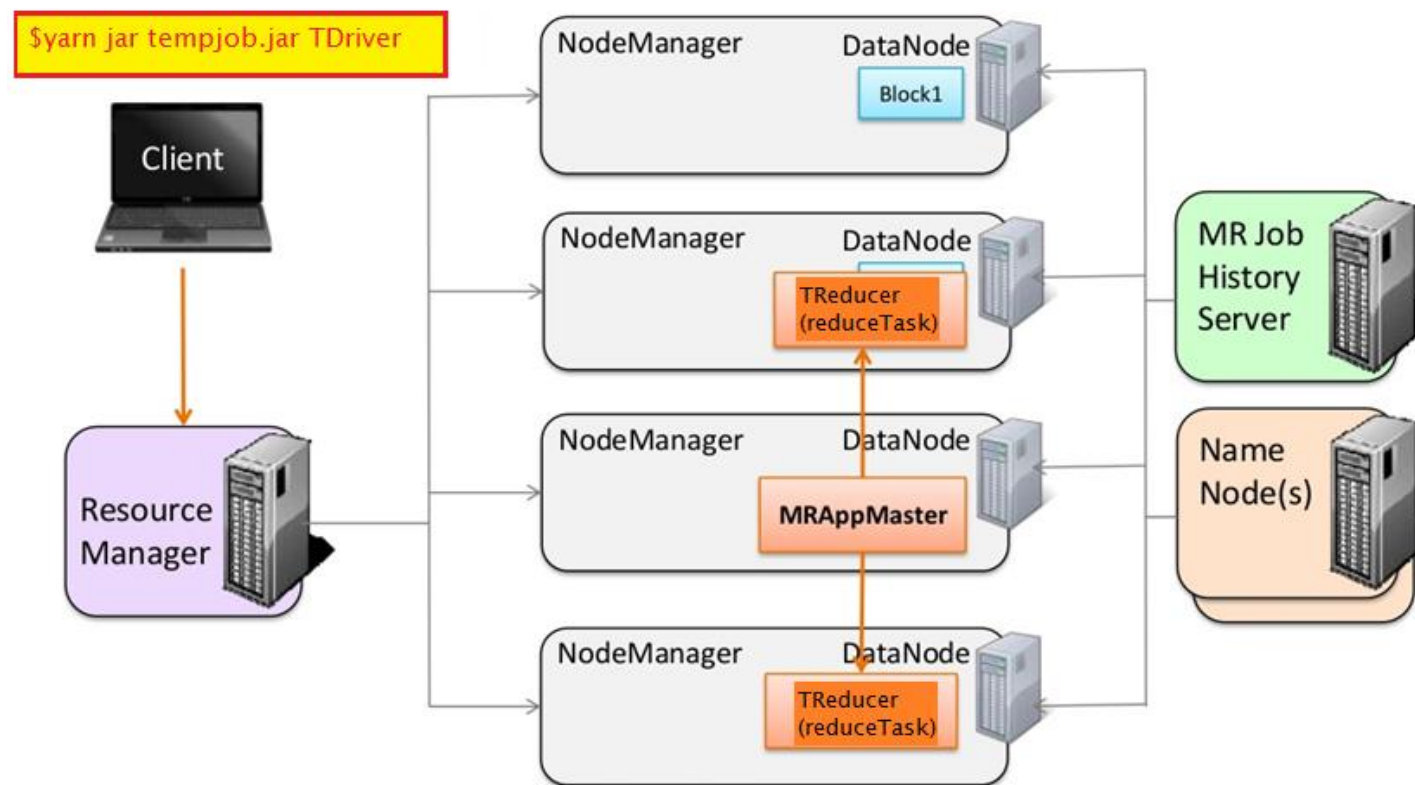 $yarn jar tempjob.jar TDriver
Client
Resource
Manager
NodeManager
DataNode
Block1
NodeManager
DataNode
TReducer
(reduceTask)
NodeManager
DataNode
MRAppMaster
NodeManager
DataNode
TReducer
(reduceTask)
MR Job
History
Server
Name
Node(s)